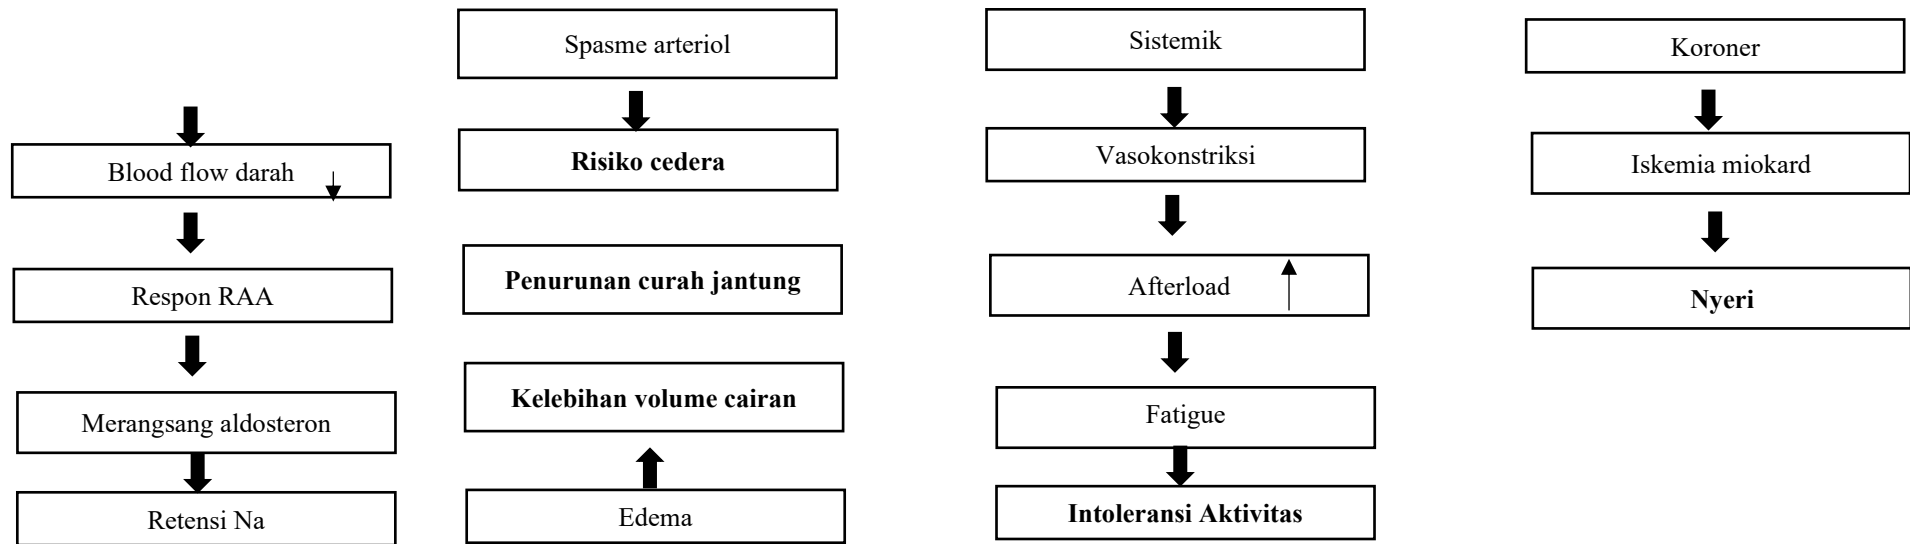 Blood flow darah
Respon RAA
Merangsang aldosteron
Retensi Na
Spasme arteriol
Risiko cedera
Penurunan curah jantung
Kelebihan volume cairan
Edema
Sistemik
Vasokonstriksi
Afterload
Fatigue
Intoleransi Aktivitas
Koroner
Iskemia miokard
Nyeri